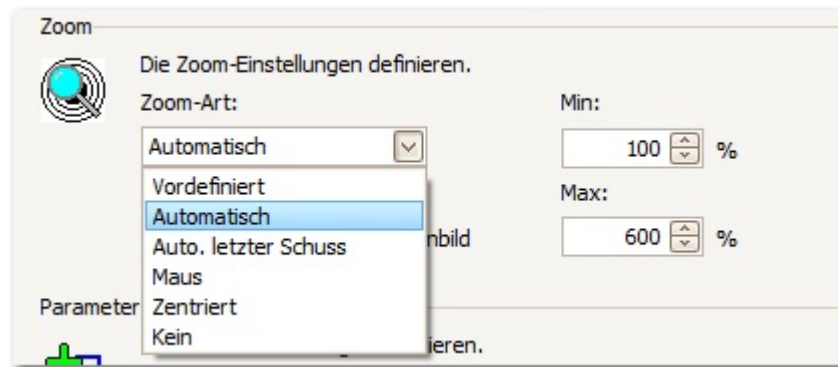 Zoom
Die Zoom-Einstellungen definieren.
Zoom-Art:
Min:
Automatisch
100 %
Vordefiniert
Max:
Automatisch
Auto. letzter Schuss
nbild
600 %
Maus
Parameter
Zentriert
Kein
ieren.